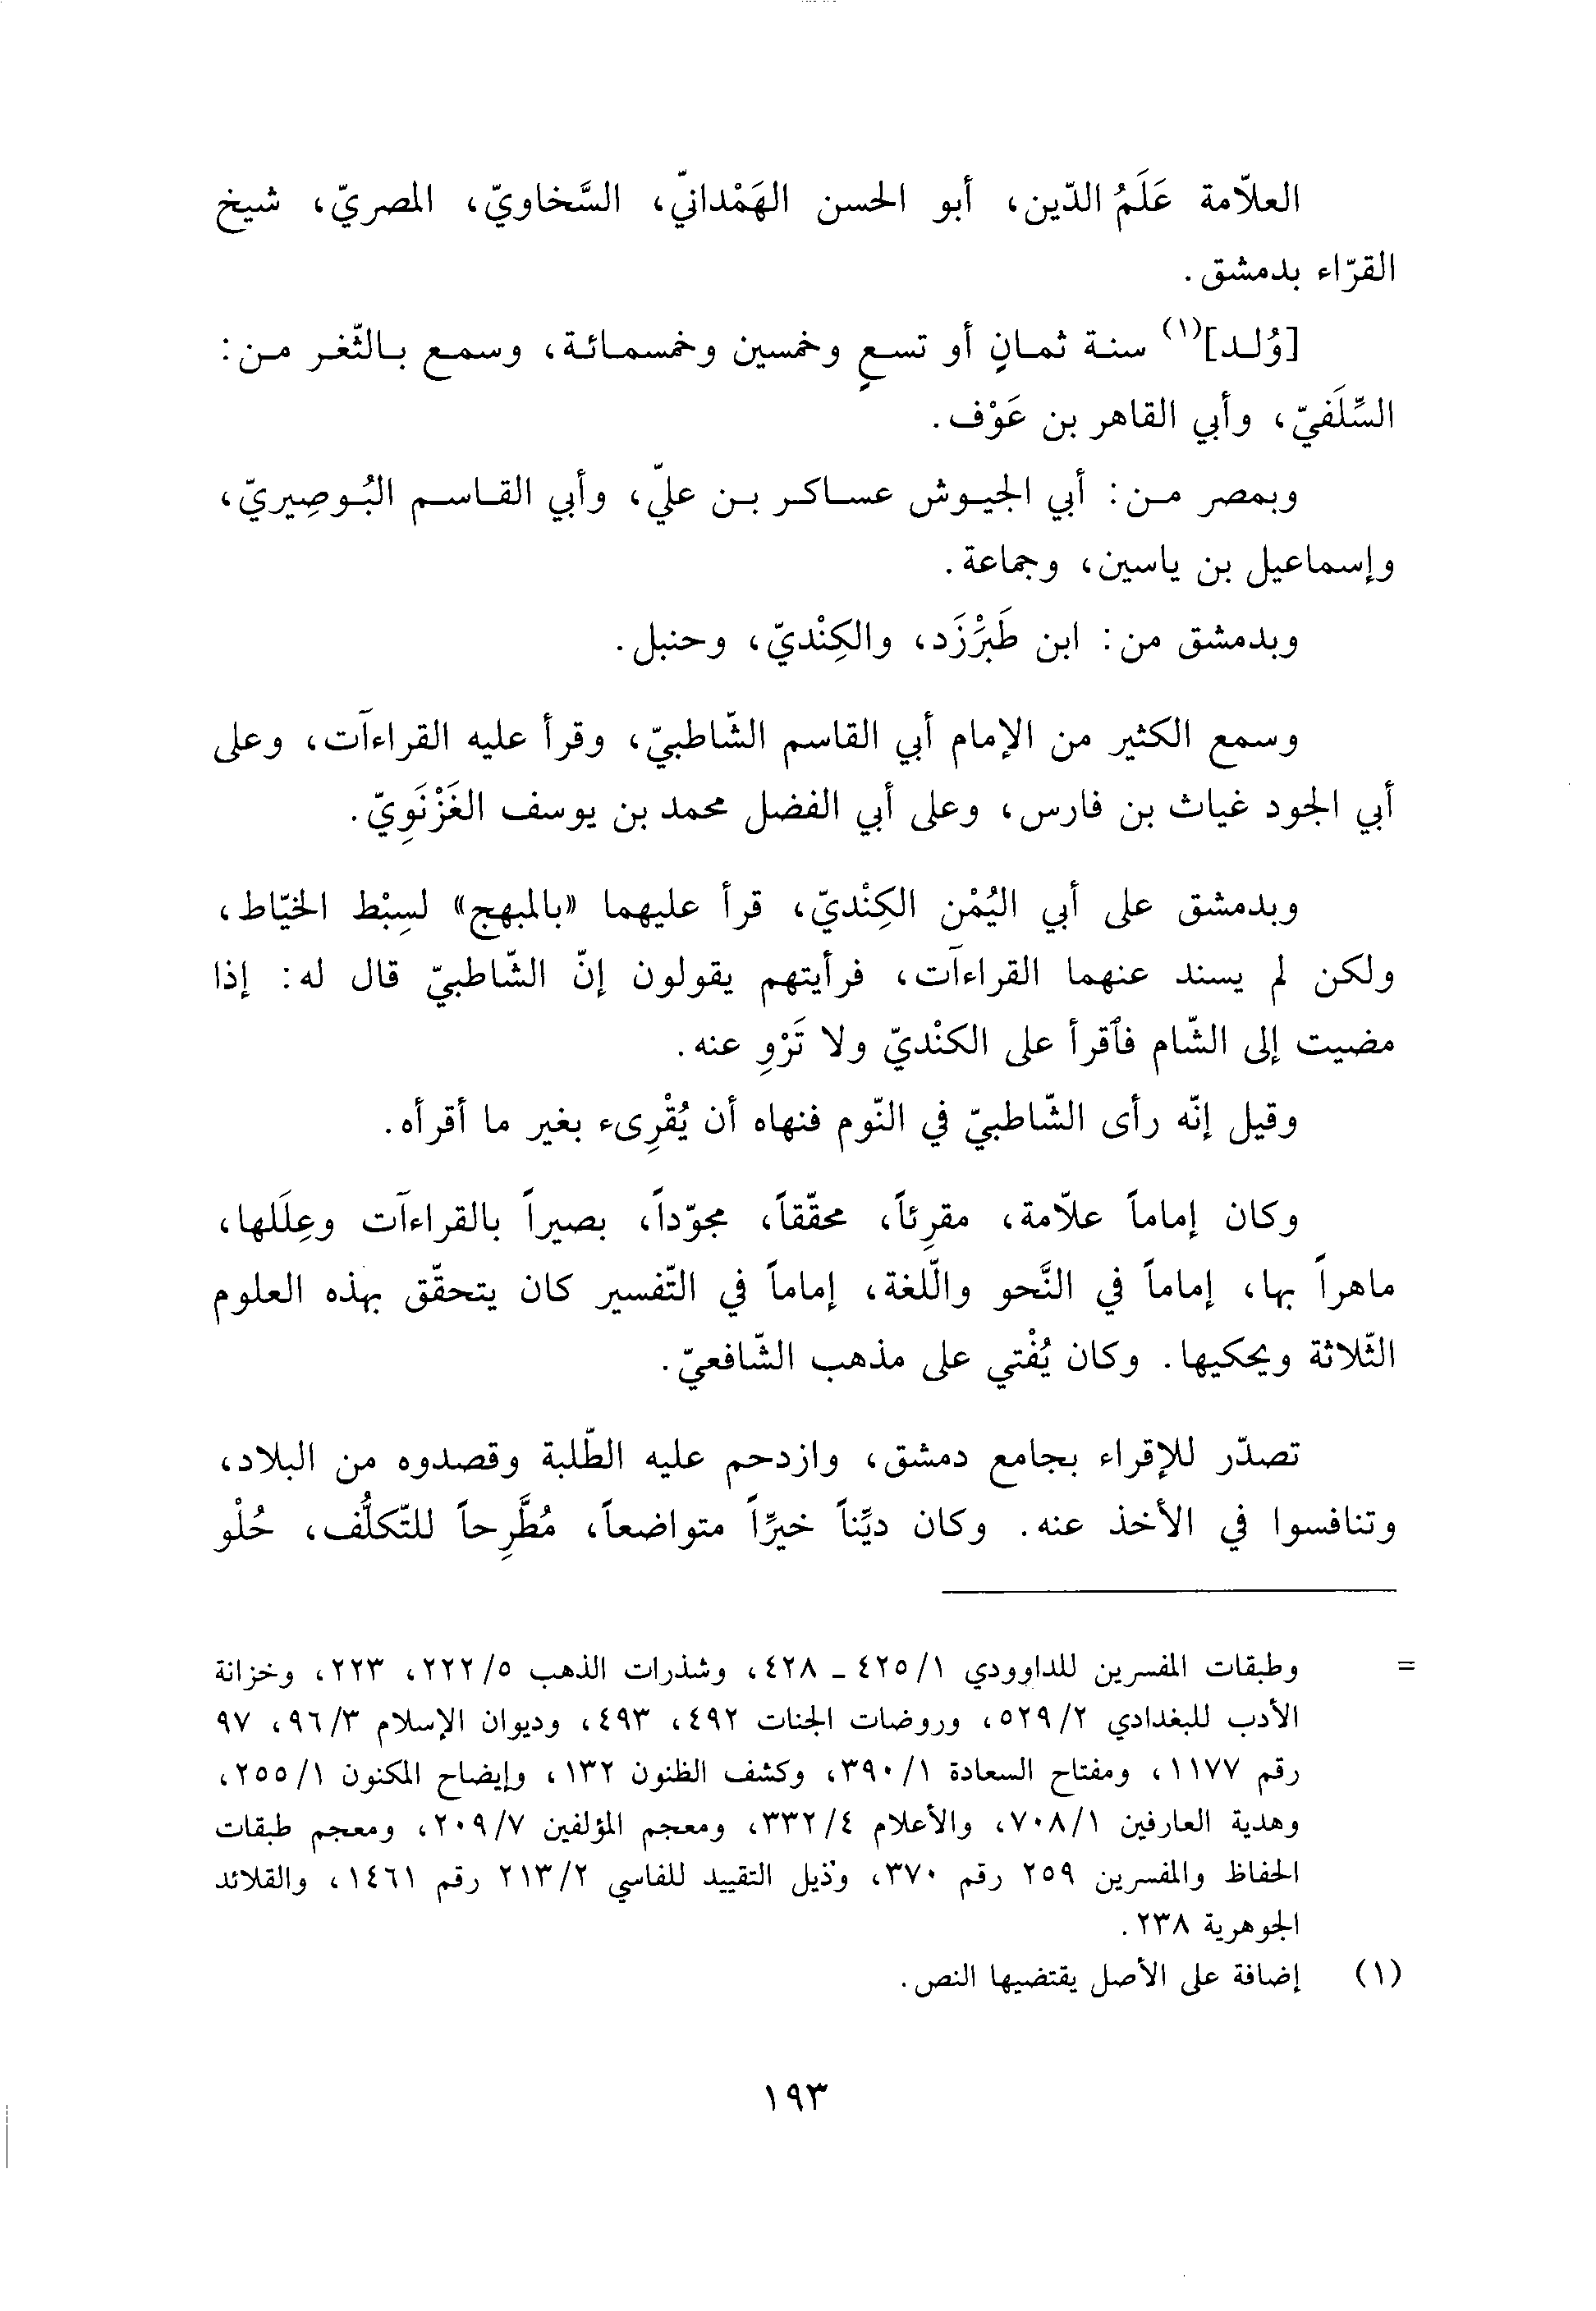 العلاّمة عَلَمُ الدّين، أبو الحسن الهَمْدانيّ، السَّخاويّ، المصريّ، شيخ
القرّاء بدمشق.
[وُلد]⁽١⁾ سنة ثمانٍ أو تسعٍ وخمسين وخمسمائة، وسمع بالثّغر من:
السِّلَفيّ، وأبي القاهر بن عَوْف.
وبمصر من: أبي الجيوش عساكر بن عليّ، وأبي القاسم البُوصِيريّ،
وإسماعيل بن ياسين، وجماعة.
وبدمشق من: ابن طَبَرْزَد، والكِنْديّ، وحنبل.
وسمع الكثير من الإمام أبي القاسم الشّاطبيّ، وقرأ عليه القراءآت، وعلى
أبي الجود غياث بن فارس، وعلى أبي الفضل محمد بن يوسف الغَزْنَوِيّ.
وبدمشق على أبي اليُمْن الكِنْديّ، قرأ عليهما «بالمبهج» لسِبْط الخيّاط،
ولكن لم يسند عنهما القراءآت، فرأيتهم يقولون إنّ الشّاطبيّ قال له: إذا
مضيت إلى الشّام فٱقرأ على الكنْديّ ولا تَرْوِ عنه.
وقيل إنّه رأى الشّاطبيّ في النّوم فنهاه أن يُقْرِىء بغير ما أقرأه.
وكان إماماً علاّمة، مقرِئاً، محقّقاً، مجوّداً، بصيراً بالقراءآت وعِلَلها،
ماهراً بها، إماماً في النَّحو واللّغة، إماماً في التّفسير كان يتحقّق بهذه العلوم
الثّلاثة ويحكيها. وكان يُفْتي على مذهب الشّافعيّ.
تصدّر للإقراء بجامع دمشق، وازدحم عليه الطّلبة وقصدوه من البلاد،
وتنافسوا في الأخذ عنه. وكان ديِّناً خيِّراً متواضعاً، مُطَّرِحاً للتّكلُّف، حُلْو
= وطبقات المفسرين للداوودي ١/ ٤٢٥ ـ ٤٢٨، وشذرات الذهب ٥/ ٢٢٢، ٢٢٣، وخزانة
الأدب للبغدادي ٢/ ٥٢٩، وروضات الجنات ٤٩٢، ٤٩٣، وديوان الإسلام ٣/ ٩٦، ٩٧
رقم ١١٧٧، ومفتاح السعادة ١/ ٣٩٠، وكشف الظنون ١٣٢، وإيضاح المكنون ١/ ٢٥٥،
وهدية العارفين ١/ ٧٠٨، والأعلام ٤/ ٣٣٢، ومعجم المؤلفين ٧/ ٢٠٩، ومعجم طبقات
الحفاظ والمفسرين ٢٥٩ رقم ٣٧٠، وذيل التقييد للفاسي ٢/ ٢١٣ رقم ١٤٦١، والقلائد
الجوهرية ٢٣٨.
(١) إضافة على الأصل يقتضيها النص.
١٩٣